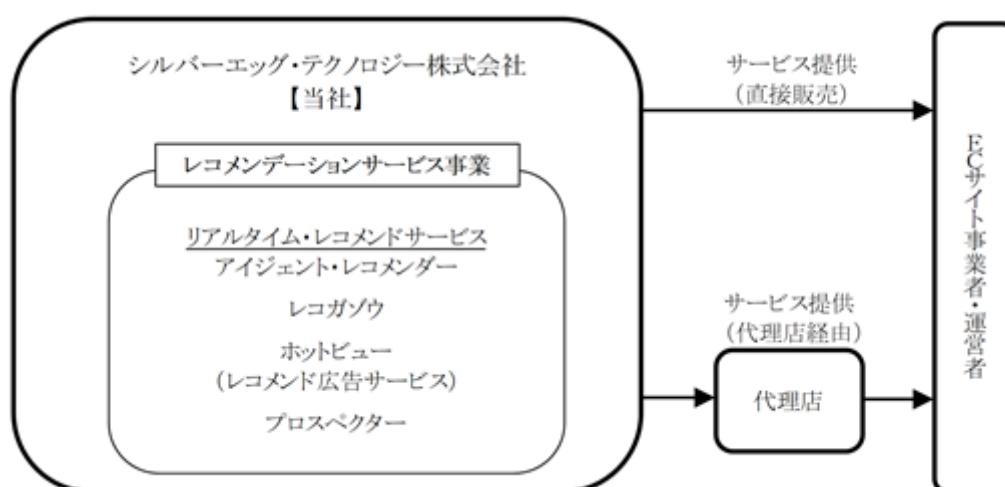 シルバーエッグ・テクノロジー株式会社
【当社】
レコメンデーションサービス事業
リアルタイム・レコメンドサービス
アイジェント・レコメンダー
レコガゾウ
ホットビュー
(レコメンド広告サービス)
プロスペクター
サービス提供
(直接販売)
サービス提供
(代理店経由)
代理店
ECサイト事業者・運営者